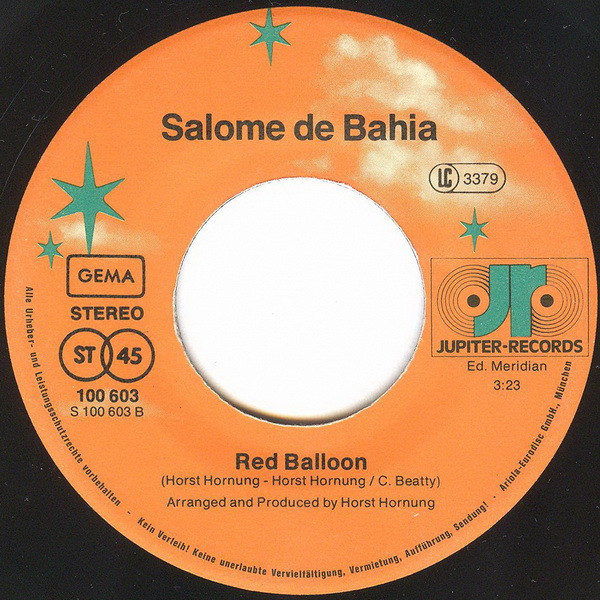 Salome de Bahia
LC 3379
GEMA
STEREO
ST 45
100 603
S 100 603 B
JR
JUPITER-RECORDS
Ed. Meridian
3:23
Red Balloon
(Horst Hornung - Horst Hornung / C. Beatty)
Arranged and Produced by Horst Hornung
Alle Urheber- und Leistungsschutzrechte vorbehalten - Kein Verleih! Keine unerlaubte Vervielfältigung, Vermietung, Aufführung, Sendung! - Ariola-Eurodisc GmbH., München